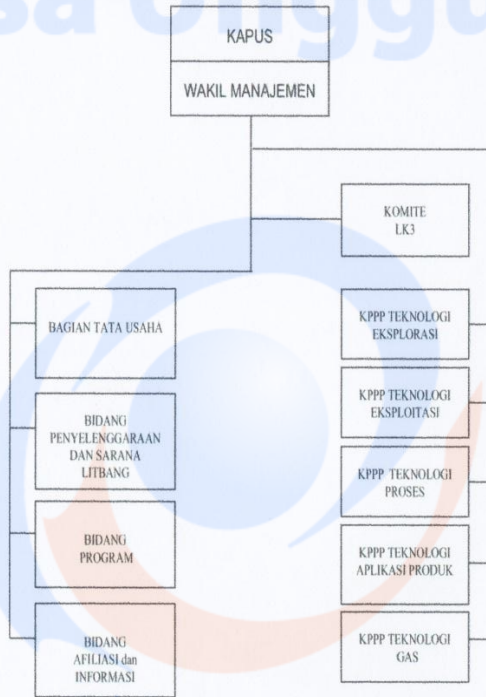 KAPUS
WAKIL MANAJEMEN
KOMITE
LK3
BAGIAN TATA USAHA
BIDANG
PENYELENGGARAAN
DAN SARANA
LITBANG
BIDANG
PROGRAM
BIDANG
AFILIASI dan
INFORMASI
KPPP TEKNOLOGI
EKSPLORASI
KPPP TEKNOLOGI
EKSPLOITASI
KPPP TEKNOLOGI
PROSES
KPPP TEKNOLOGI
APLIKASI PRODUK
KPPP TEKNOLOGI
GAS